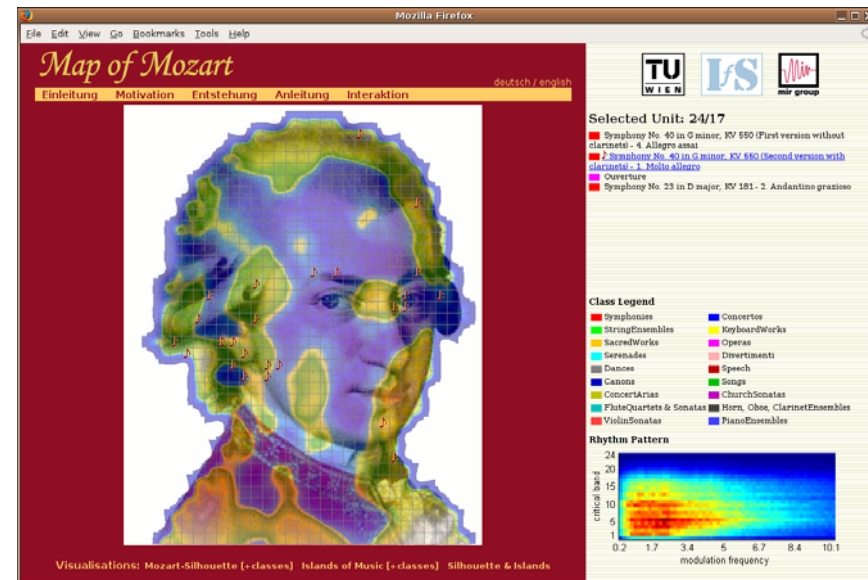 Mozilla Firefox
File Edit View Go Bookmarks Tools Help
Map of Mozart
deutsch / english
Einleitung Motivation Entstehung Anleitung Interaktion
TU
WIEN
IfS
Mir
mir group
Selected Unit: 24/17
Symphony No. 40 in G minor, KV 550 (First version without
clarinets) - 4. Allegro assai
Symphony No. 40 in G minor, KV 550 (Second version with
clarinets) - 1. Molto allegro
Ouverture
Symphony No. 23 in D major, KV 181 - 2. Andantino grazioso
Class Legend
Symphonies Concertos
StringEnsembles KeyboardWorks
SacredWorks Operas
Serenades Divertimenti
Dances Speech
Canons Songs
ConcertArias ChurchSonatas
FluteQuartets & Sonatas Horn, Oboe, ClarinetEnsembles
ViolinSonatas PianoEnsembles
Rhythm Pattern
critical band
24
20
15
10
5
1
0.2 1.7 3.4 5 6.7 8.4 10.1
modulation frequency
Visualisations: Mozart-Silhouette [+classes] Islands of Music [+classes] Silhouette & Islands